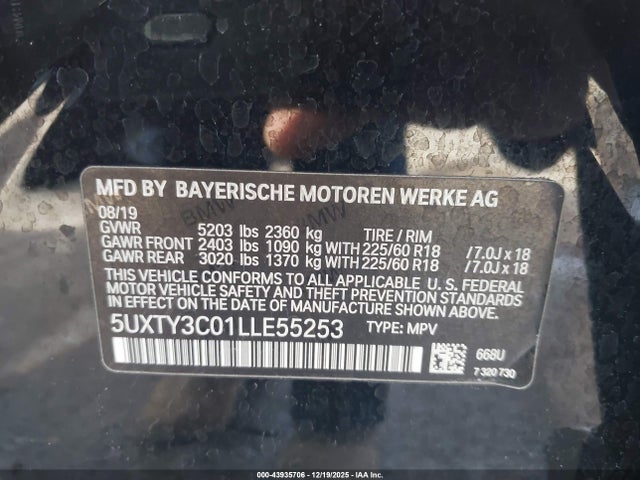 MFD BY BAYERISCHE MOTOREN WERKE AG
08/19
GVWR 5203 lbs 2360 kg TIRE / RIM
GAWR FRONT 2403 lbs 1090 kg WITH 225/60 R18 / 7.0J x 18
GAWR REAR 3020 lbs 1370 kg WITH 225/60 R18 / 7.0J x 18
THIS VEHICLE CONFORMS TO ALL APPLICABLE U. S. FEDERAL
MOTOR VEHICLE SAFETY AND THEFT PREVENTION STANDARDS
IN EFFECT ON THE DATE OF MANUFACTURE SHOWN ABOVE.
5UXTY3C01LLE55253 TYPE: MPV
668U
7 320 730
000-43935706 - 12/19/2025 - IAA Inc.